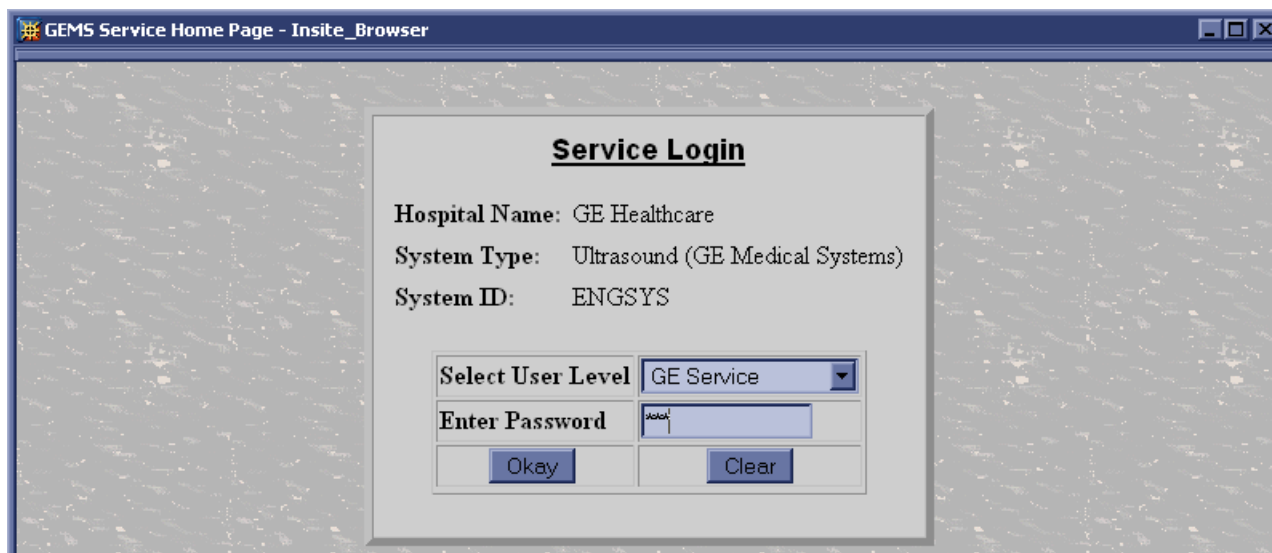 GEMS Service Home Page - Insite_Browser
Service Login
Hospital Name: GE Healthcare
System Type: Ultrasound (GE Medical Systems)
System ID: ENGSYS
Select User Level GE Service
Enter Password ****
Okay Clear